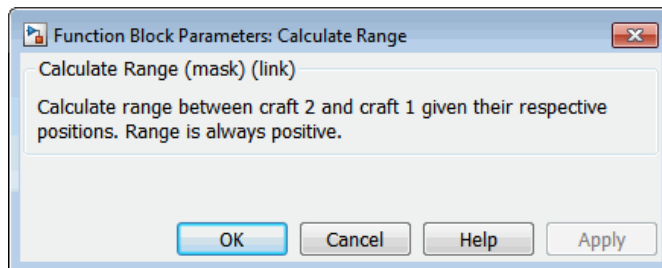 Function Block Parameters: Calculate Range
Calculate Range (mask) (link)
Calculate range between craft 2 and craft 1 given their respective
positions. Range is always positive.
OK Cancel Help Apply